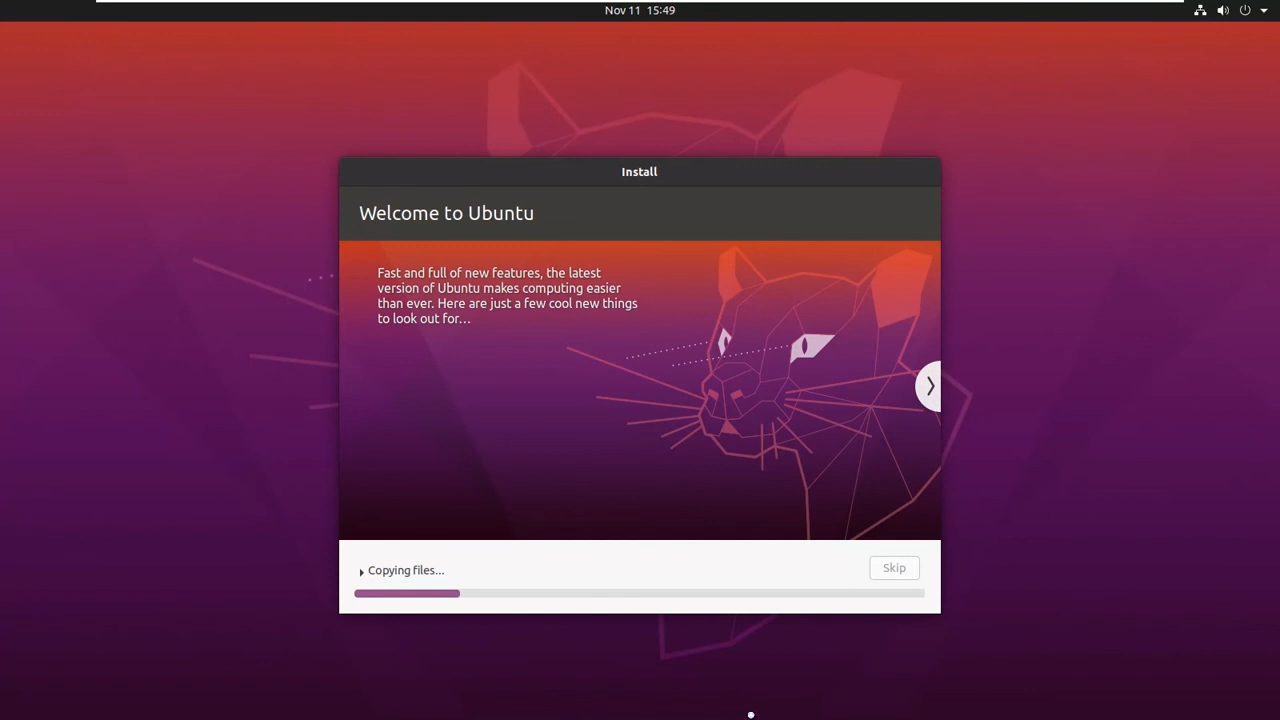 Nov 11 15:49
Install
Welcome to Ubuntu
Fast and full of new features, the latest
version of Ubuntu makes computing easier
than ever. Here are just a few cool new things
to look out for...
Copying files...
Skip